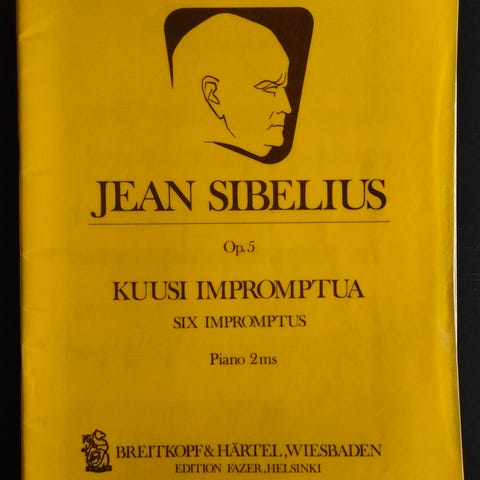 JEAN SIBELIUS
Op. 5
KUUSI IMPROMPTUA
SIX IMPROMPTUS
Piano 2ms
BREITKOPF & HÄRTEL, WIESBADEN
EDITION FAZER, HELSINKI